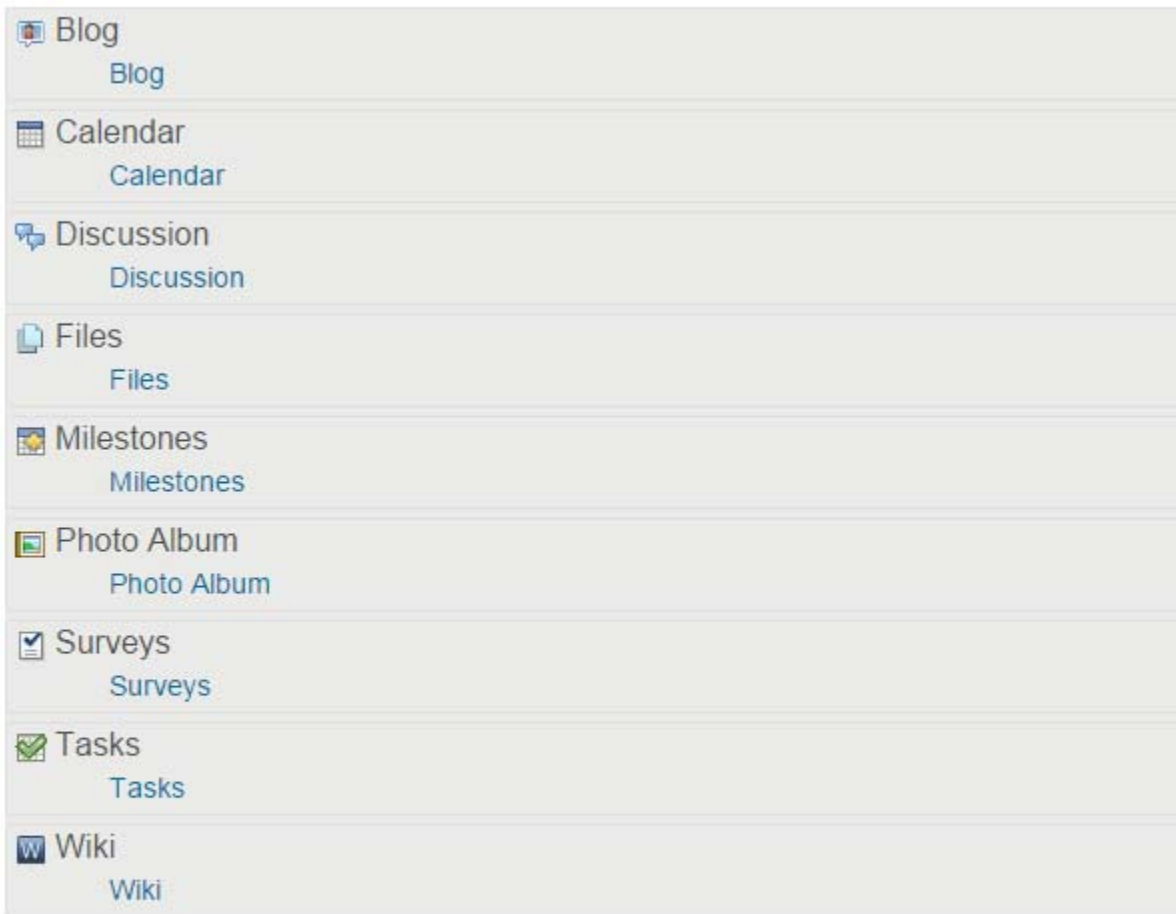 Blog
Blog
Calendar
Calendar
Discussion
Discussion
Files
Files
Milestones
Milestones
Photo Album
Photo Album
Surveys
Surveys
Tasks
Tasks
W Wiki
Wiki